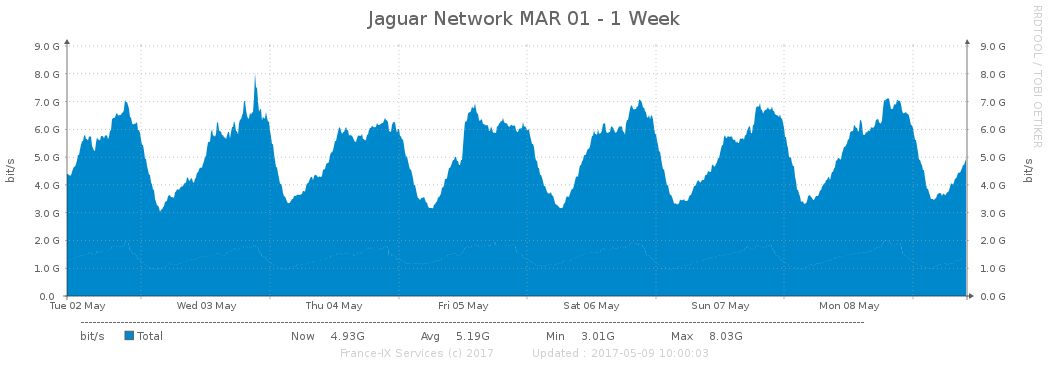 Jaguar Network MAR 01 - 1 Week
RRDTOOL / TOBI OETIKER
9.0 G 9.0 G
8.0 G 8.0 G
7.0 G 7.0 G
6.0 G 6.0 G
5.0 G 5.0 G
4.0 G 4.0 G
3.0 G 3.0 G
2.0 G 2.0 G
1.0 G 1.0 G
0.0 0.0 G
bit/s
bit/s
Tue 02 May Wed 03 May Thu 04 May Fri 05 May Sat 06 May Sun 07 May Mon 08 May
bit/s Total Now 4.93G Avg 5.19G Min 3.01G Max 8.03G
France-IX Services (c) 2017 Updated : 2017-05-09 10:00:03